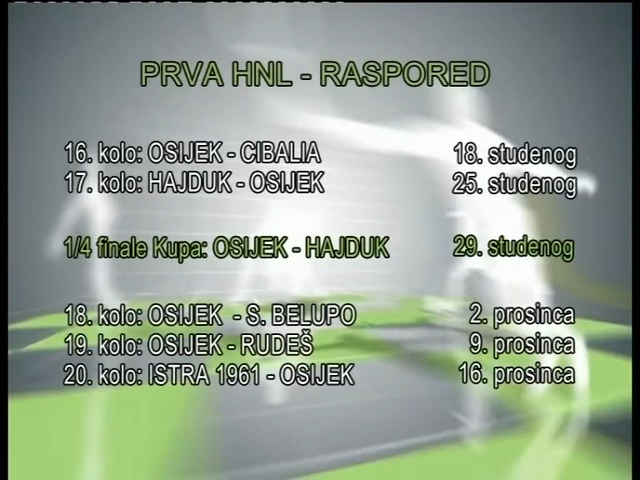 PRVA HNL - RASPORED
16. kolo: OSIJEK - CIBALIA 18. studenog
17. kolo: HAJDUK - OSIJEK 25. studenog
1/4 finale Kupa: OSIJEK - HAJDUK 29. studenog
18. kolo: OSIJEK - S. BELUPO 2. prosinca
19. kolo: OSIJEK - RUDEŠ 9. prosinca
20. kolo: ISTRA 1961 - OSIJEK 16. prosinca